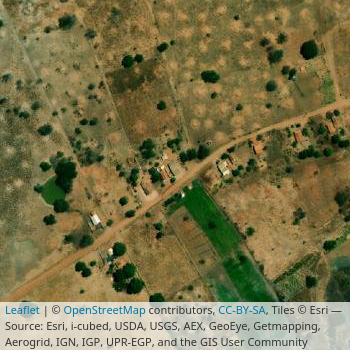 Leaflet | © OpenStreetMap contributors, CC-BY-SA, Tiles © Esri —
Source: Esri, i-cubed, USDA, USGS, AEX, GeoEye, Getmapping,
Aerogrid, IGN, IGP, UPR-EGP, and the GIS User Community